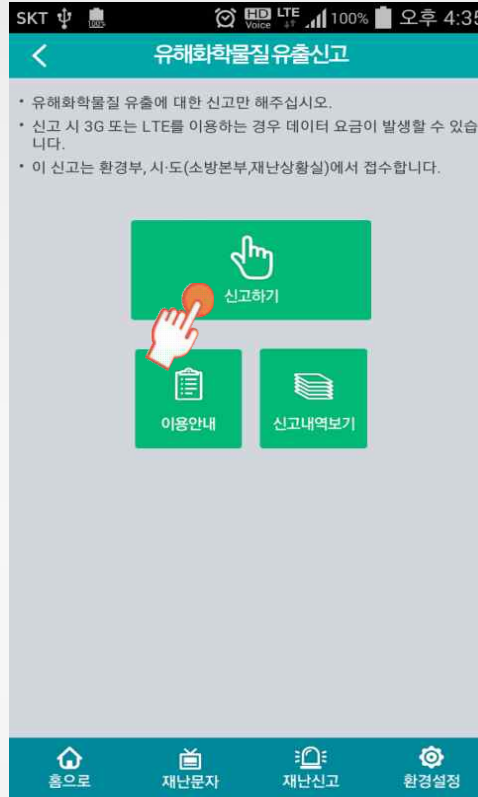 SKT 100% HD Voice LTE 100% 오후 4:35
유해화학물질 유출신고
• 유해화학물질 유출에 대한 신고만 해주십시오.
• 신고 시 3G 또는 LTE를 이용하는 경우 데이터 요금이 발생할 수 있습
니다.
• 이 신고는 환경부, 시·도(소방본부,재난상황실)에서 접수합니다.
신고하기
이용안내 신고내역보기
홈으로 재난문자 재난신고 환경설정